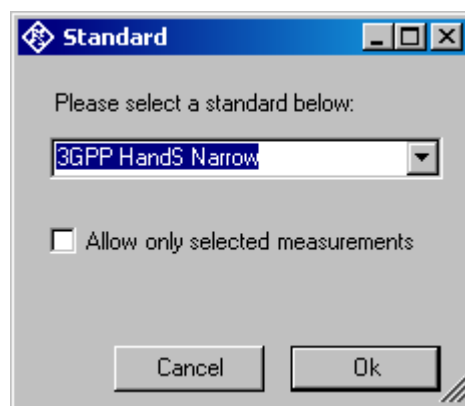 Standard
Please select a standard below:
3GPP HandS Narrow
Allow only selected measurements
Cancel Ok